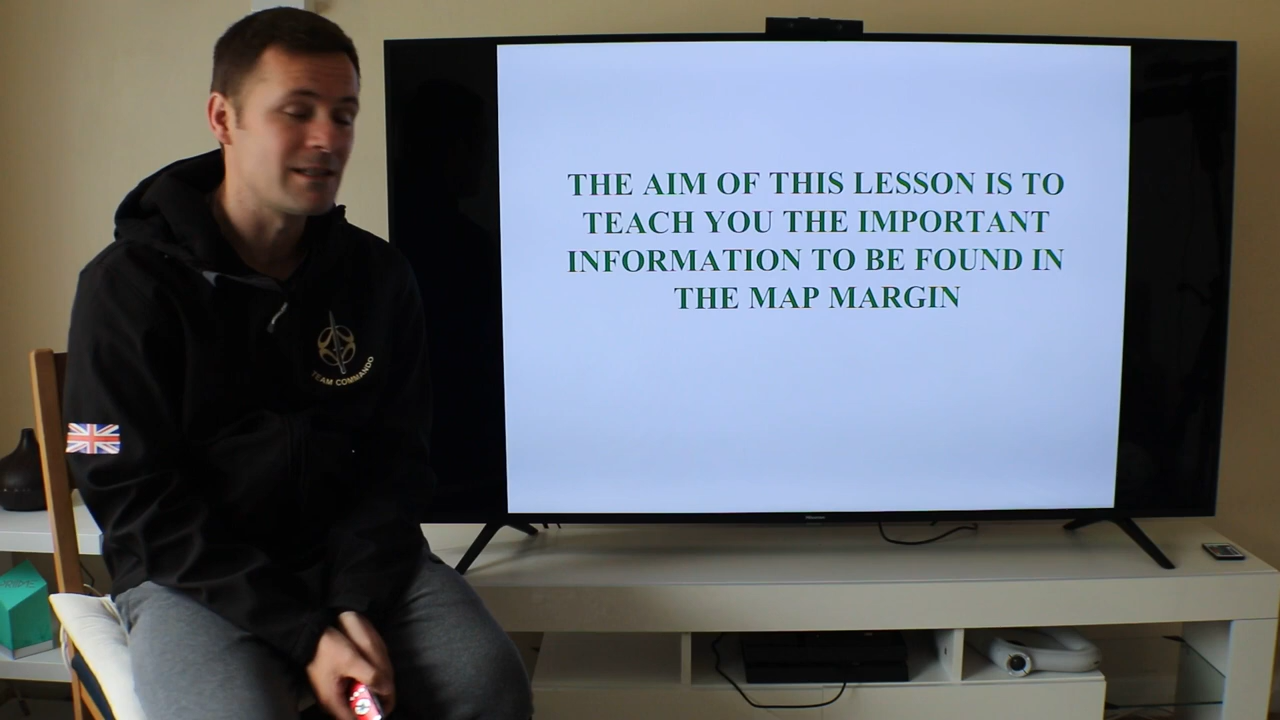 THE AIM OF THIS LESSON IS TO
TEACH YOU THE IMPORTANT
INFORMATION TO BE FOUND IN
THE MAP MARGIN
TEAM COMMANDO